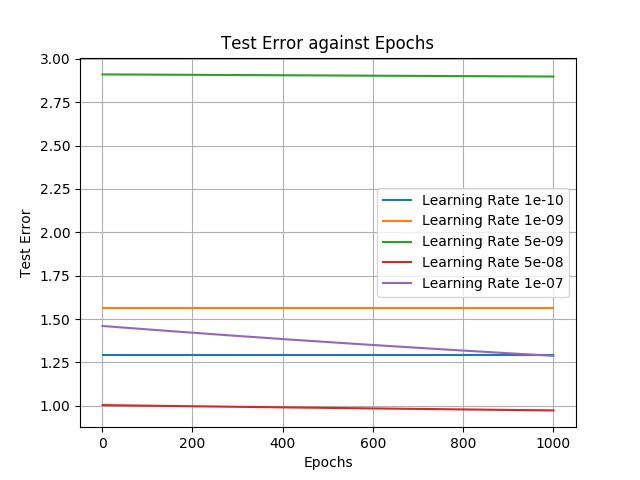 Test Error against Epochs
3.00
2.75
2.50
2.25
2.00
1.75
1.50
1.25
1.00
Test Error
Learning Rate 1e-10
Learning Rate 1e-09
Learning Rate 5e-09
Learning Rate 5e-08
Learning Rate 1e-07
0 200 400 600 800 1000
Epochs